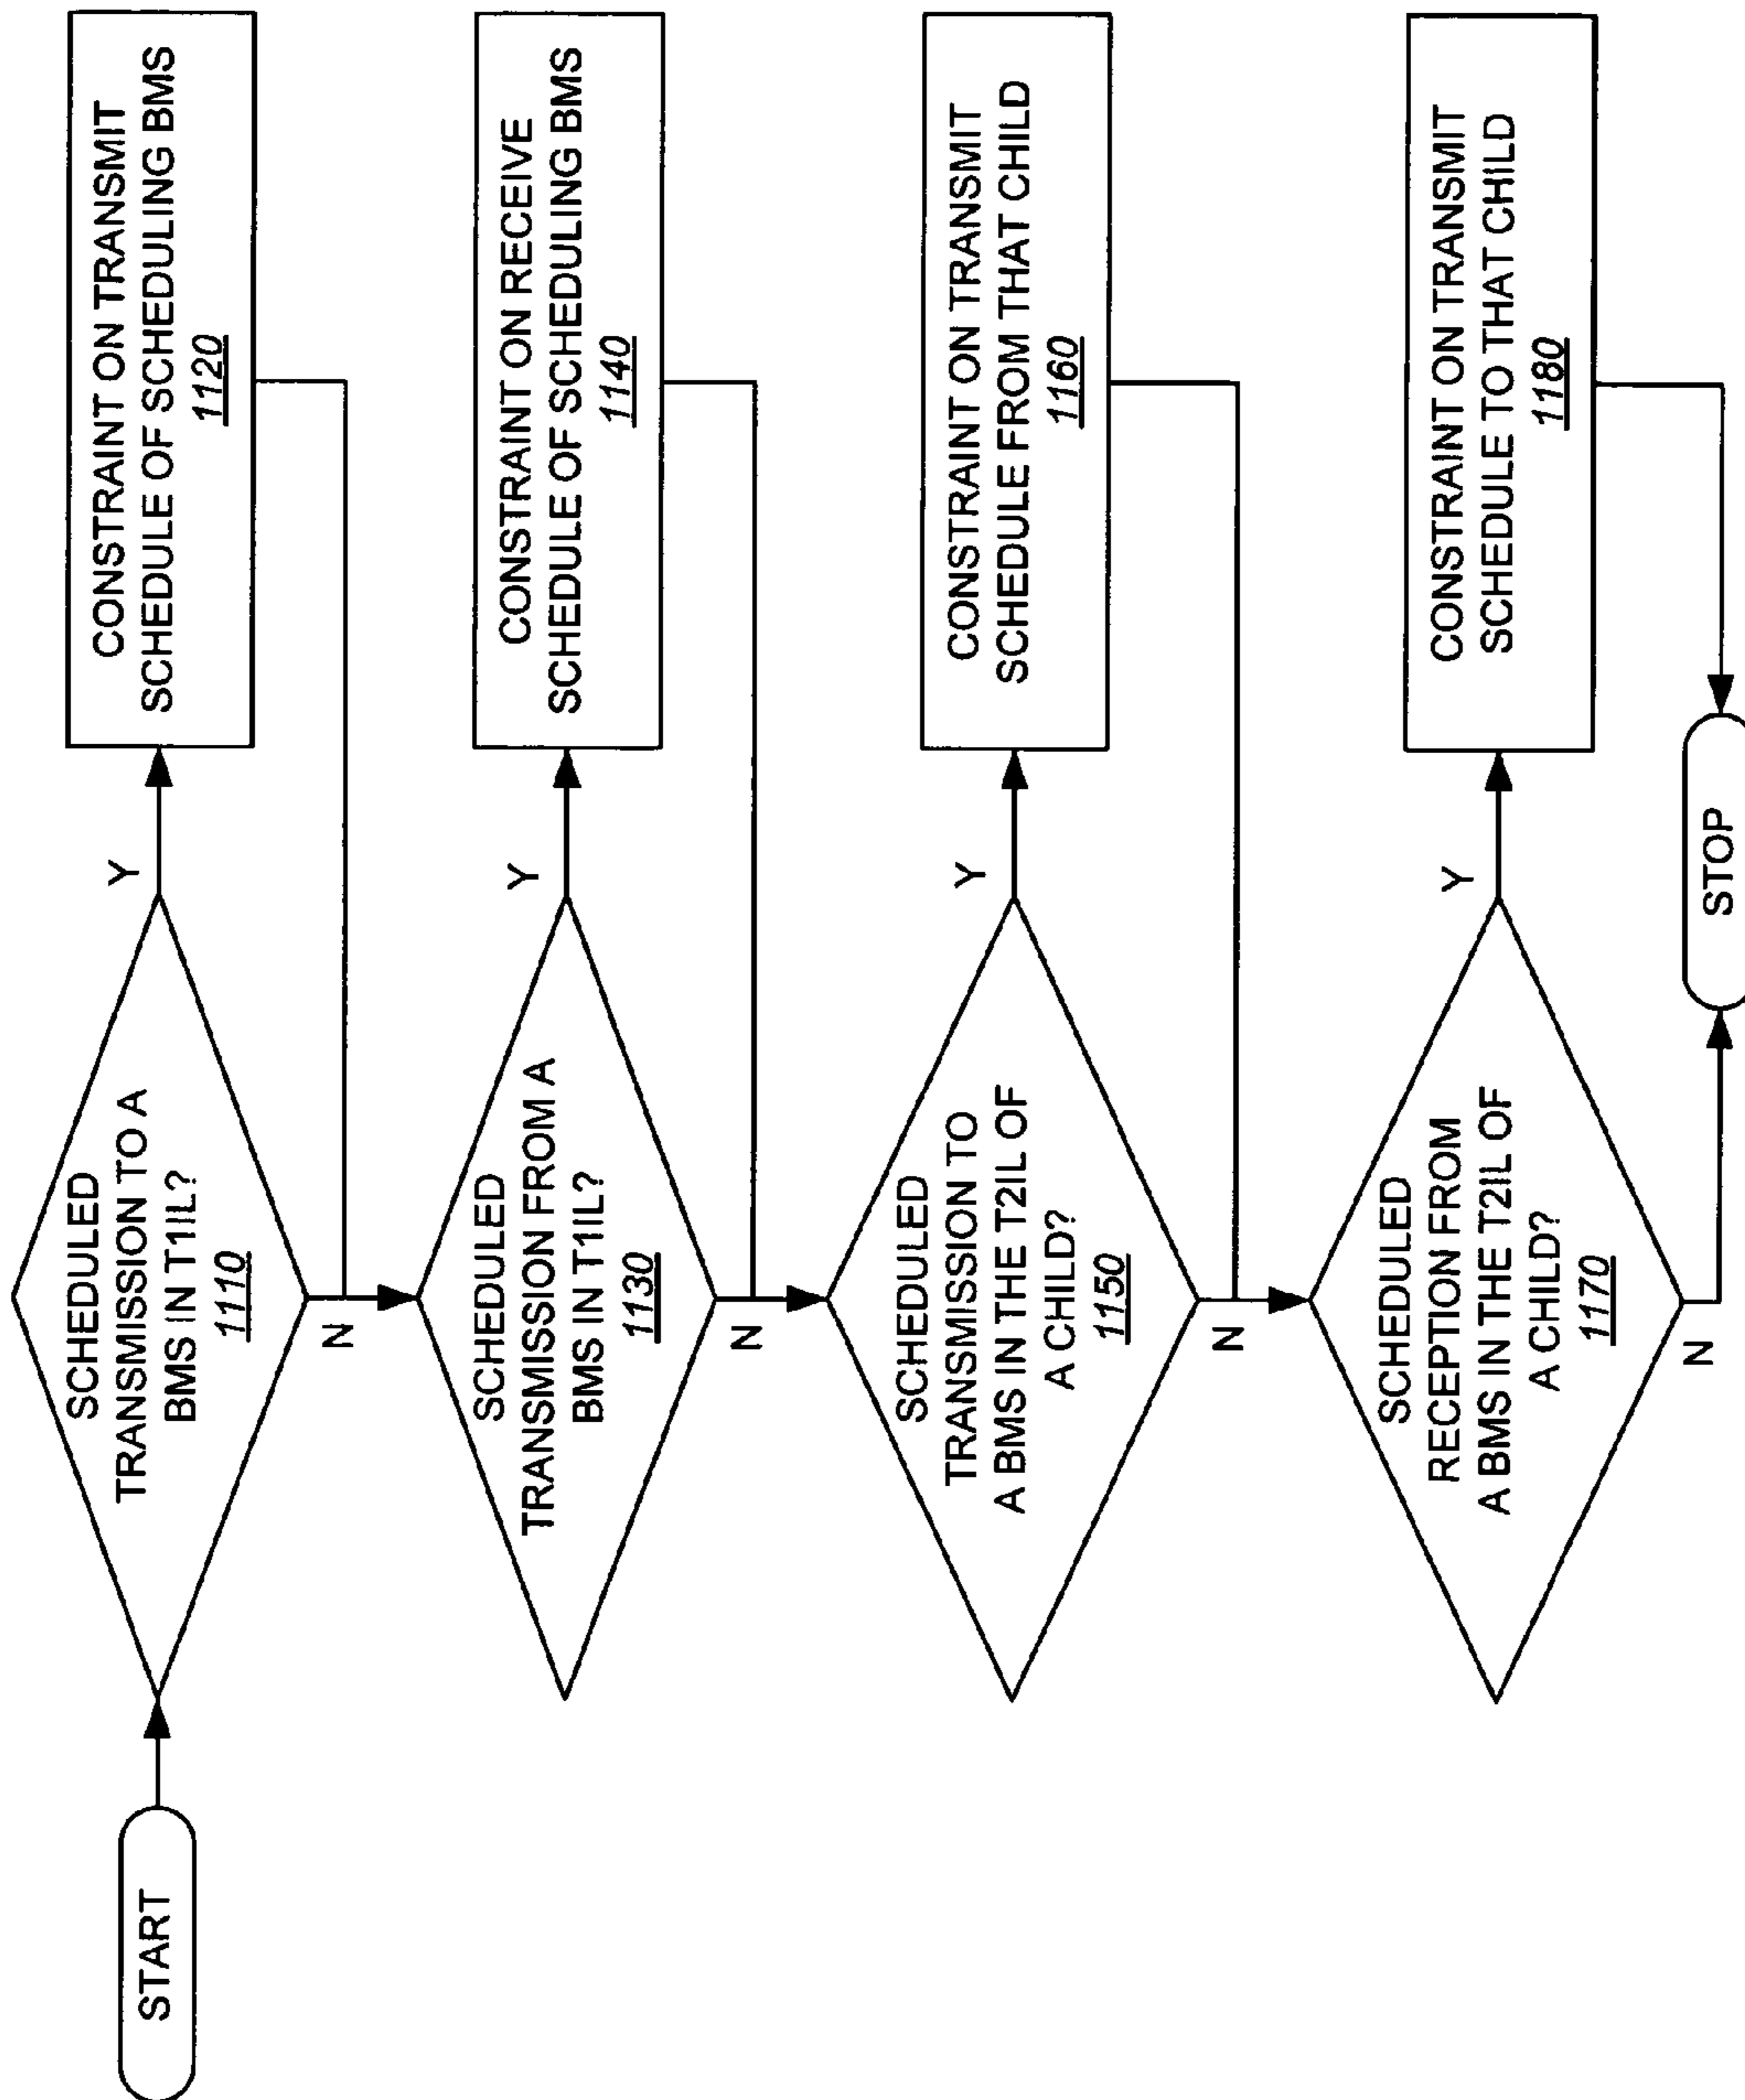 START
SCHEDULED
TRANSMISSION TO A
BMS IN T1IL?
1110
Y
CONSTRAINT ON TRANSMIT
SCHEDULE OF SCHEDULING BMS
1120
N
SCHEDULED
TRANSMISSION FROM A
BMS IN T1IL?
1130
Y
CONSTRAINT ON RECEIVE
SCHEDULE OF SCHEDULING BMS
1140
N
SCHEDULED
TRANSMISSION TO
A BMS IN THE T2IL OF
A CHILD?
1150
Y
CONSTRAINT ON TRANSMIT
SCHEDULE FROM THAT CHILD
1160
N
SCHEDULED
RECEPTION FROM
A BMS IN THE T2IL OF
A CHILD?
1170
Y
CONSTRAINT ON TRANSMIT
SCHEDULE TO THAT CHILD
1180
N
STOP